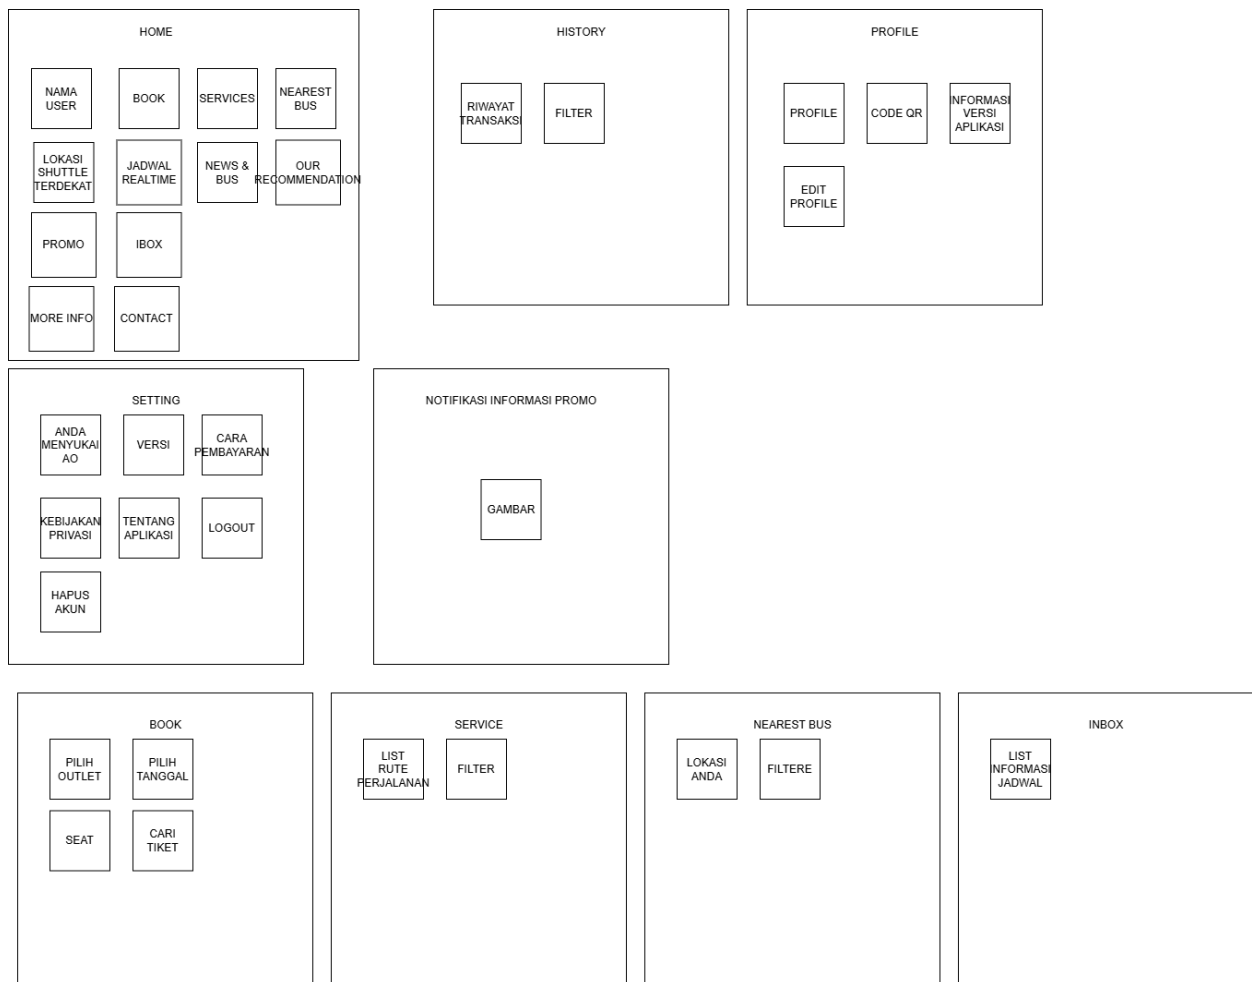 HOME
NAMA
USER
BOOK
SERVICES
NEAREST
BUS
LOKASI
SHUTTLE
TERDEKAT
JADWAL
REALTIME
NEWS &
BUS
OUR
RECOMMENDATION
PROMO
IBOX
MORE INFO
CONTACT
HISTORY
RIWAYAT
TRANSAKSI
FILTER
PROFILE
PROFILE
CODE QR
INFORMASI
VERSI
APLIKASI
EDIT
PROFILE
SETTING
ANDA
MENYUKAI
AO
VERSI
CARA
PEMBAYARAN
KEBIJAKAN
PRIVASI
TENTANG
APLIKASI
LOGOUT
HAPUS
AKUN
NOTIFIKASI INFORMASI PROMO
GAMBAR
BOOK
PILIH
OUTLET
PILIH
TANGGAL
SEAT
CARI
TIKET
SERVICE
LIST
RUTE
PERJALANAN
FILTER
NEAREST BUS
LOKASI
ANDA
FILTERE
INBOX
LIST
INFORMASI
JADWAL